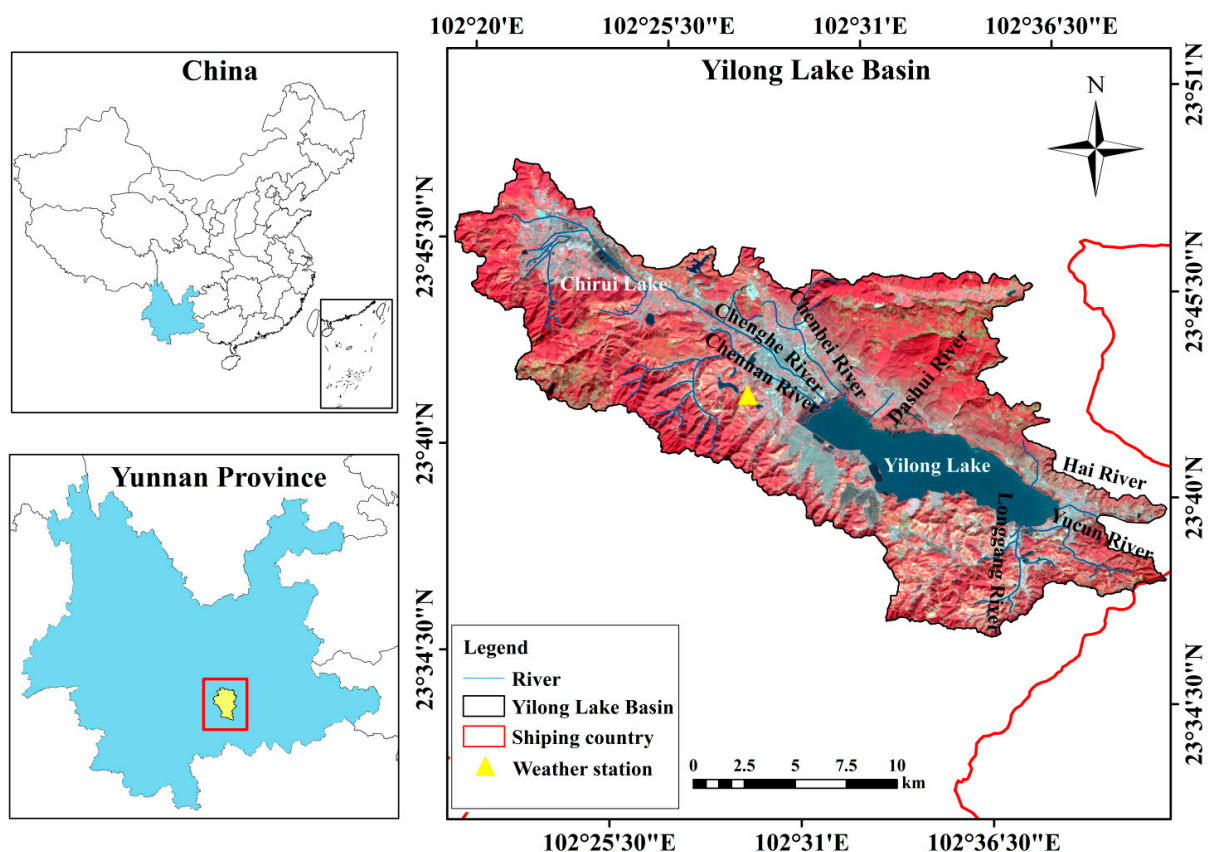 China
Yunnan Province
102°20'E
102°25'30"E
102°31'E
102°36'30"E
Yilong Lake Basin
N
23°51'N
23°45'30"N
23°40'N
23°34'30"N
23°45'30"N
23°40'N
23°34'30"N
Chirui Lake
Chenghe River
Chenbei River
Chennan River
Dashui River
Yilong Lake
Hai River
Yucun River
Longgang River
Legend
River
Yilong Lake Basin
Shiping country
Weather station
0 2.5 5 7.5 10
km
102°25'30"E
102°31'E
102°36'30"E